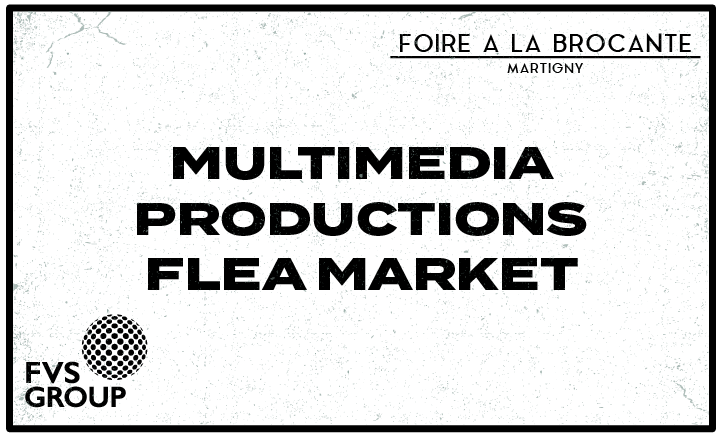 FOIRE A LA BROCANTE
MARTIGNY
MULTIMEDIA
PRODUCTIONS
FLEA MARKET
FVS
GROUP